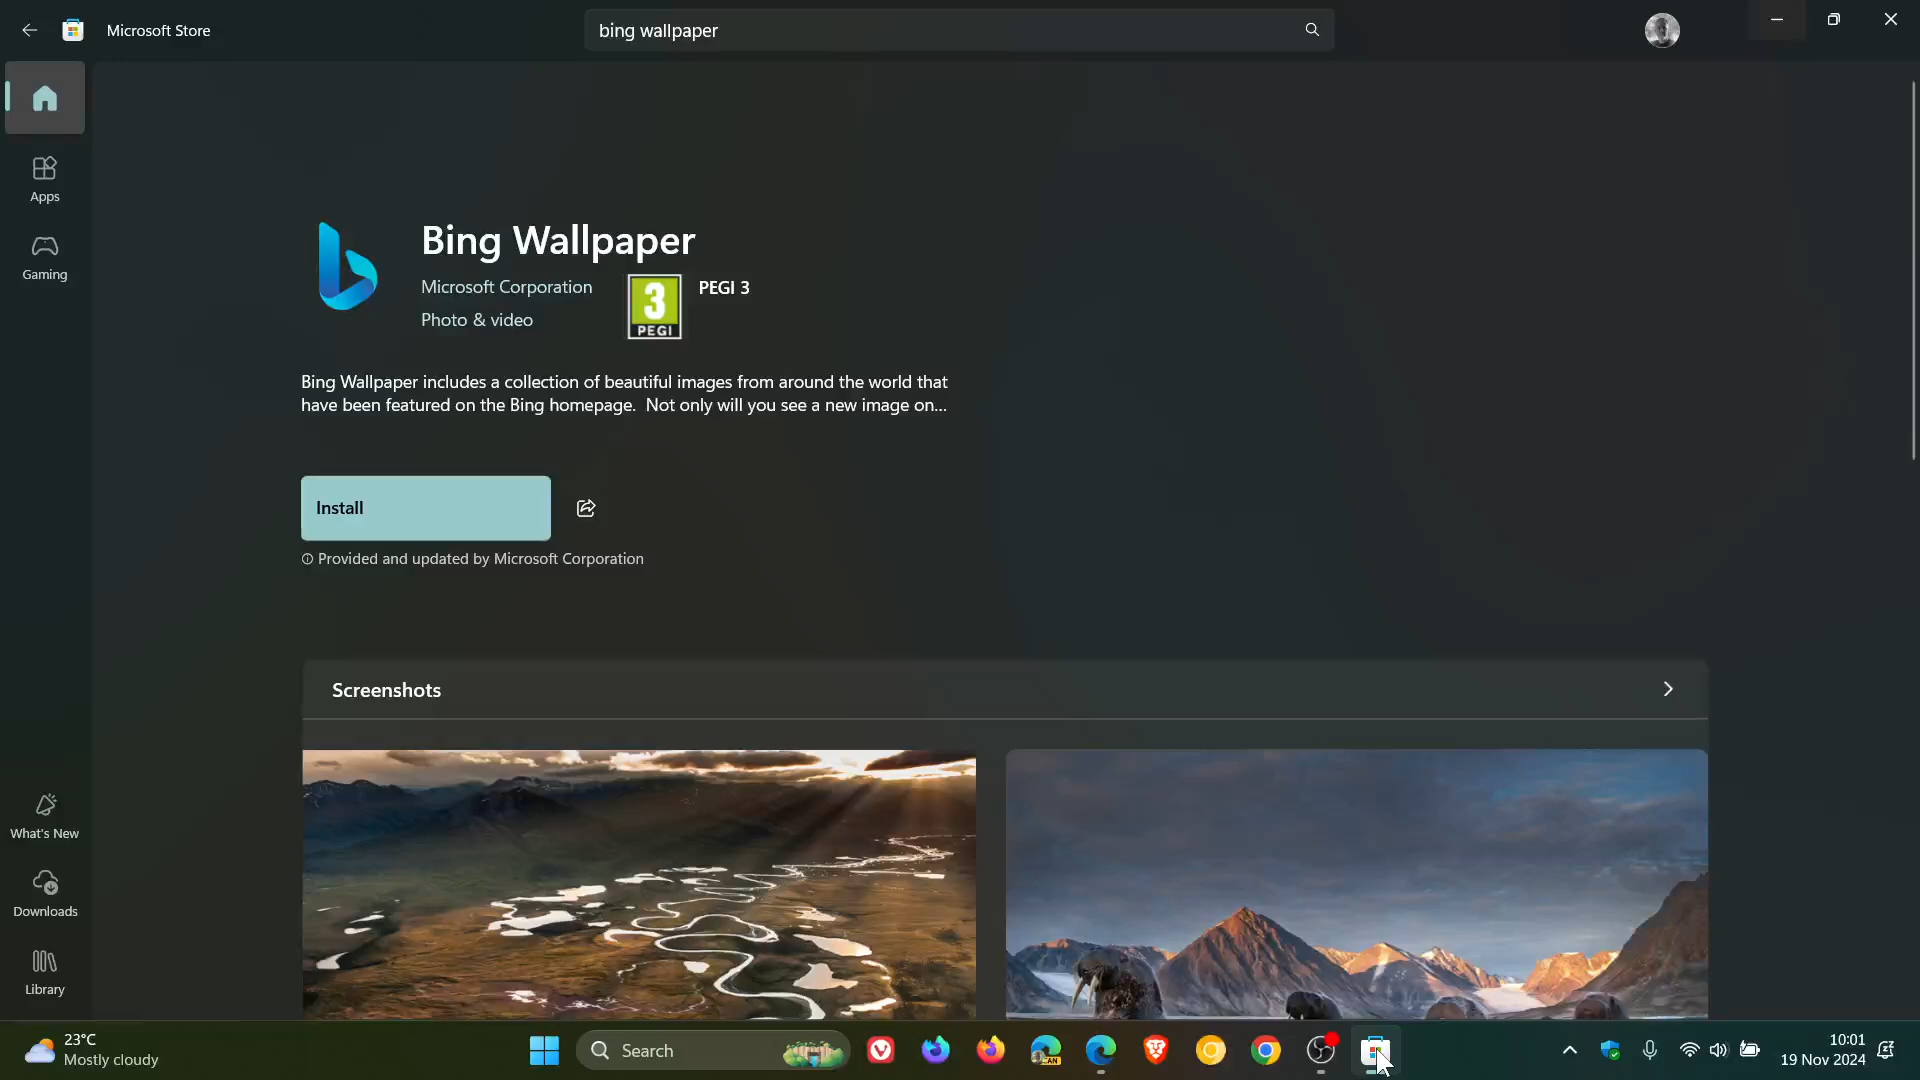 Microsoft Store
bing wallpaper
Apps
Gaming
Bing Wallpaper
Microsoft Corporation
Photo & video
3
PEGI
PEGI 3
Bing Wallpaper includes a collection of beautiful images from around the world that
have been featured on the Bing homepage.  Not only will you see a new image on...
Install
Provided and updated by Microsoft Corporation
Screenshots
What's New
Downloads
Library
23°C
Mostly cloudy
Search
CAN
10:01
19 Nov 2024